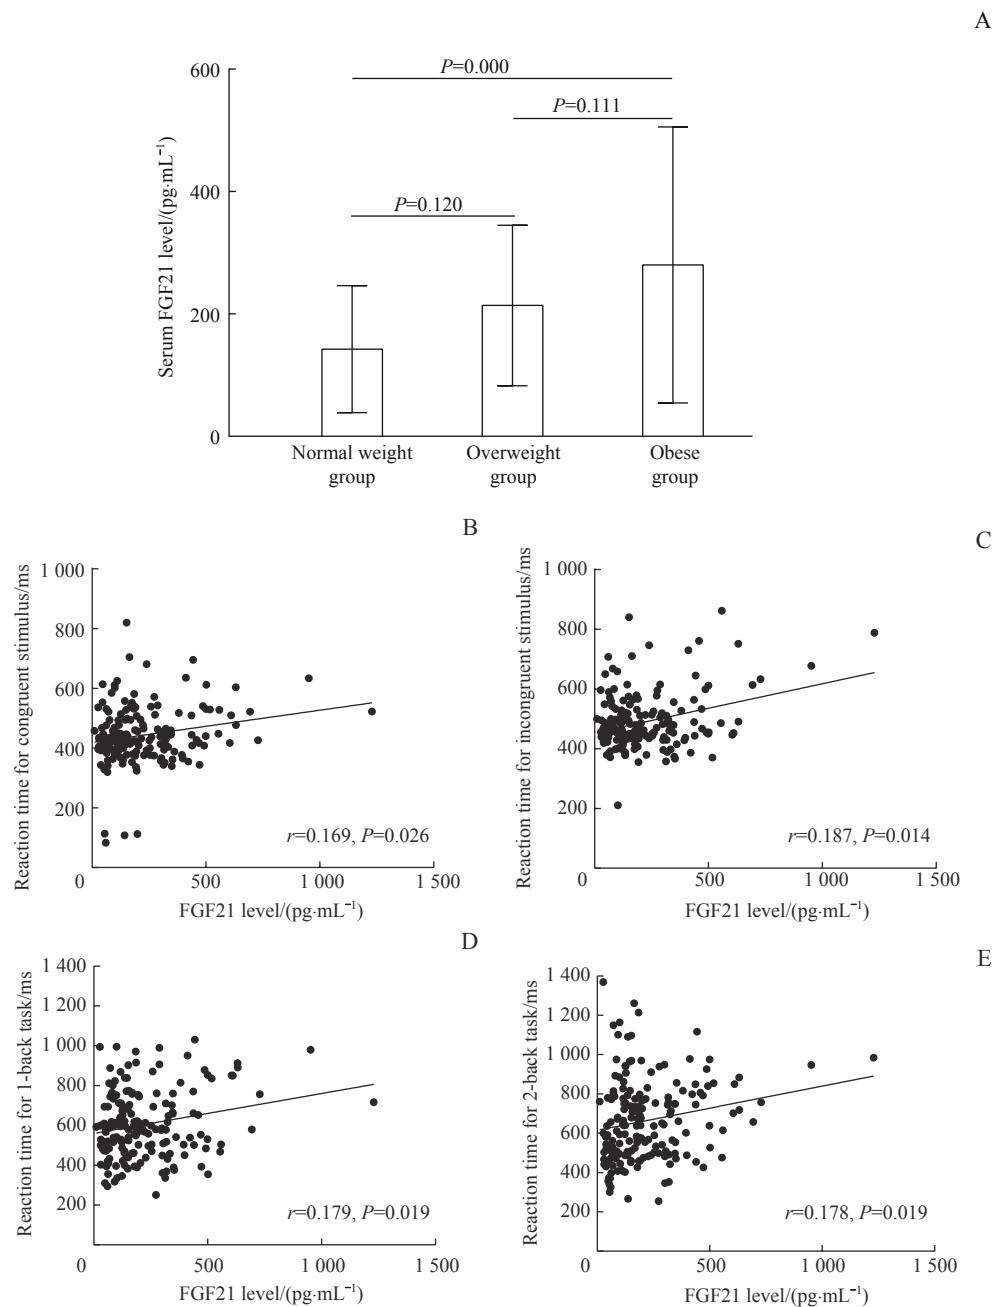 A
P=0.000
P=0.111
P=0.120
Serum FGF21 level/(pg·mL⁻¹)
600
400
200
0
Normal weight group
Overweight group
Obese group
B
Reaction time for congruent stimulus/ms
1 000
800
600
400
200
0
500
1 000
1 500
r=0.169, P=0.026
FGF21 level/(pg·mL⁻¹)
C
Reaction time for incongruent stimulus/ms
1 000
800
600
400
200
0
500
1 000
1 500
r=0.187, P=0.014
FGF21 level/(pg·mL⁻¹)
D
Reaction time for 1-back task/ms
1 400
1 200
1 000
800
600
400
200
0
500
1 000
1 500
r=0.179, P=0.019
FGF21 level/(pg·mL⁻¹)
E
Reaction time for 2-back task/ms
1 400
1 200
1 000
800
600
400
200
0
500
1 000
1 500
r=0.178, P=0.019
FGF21 level/(pg·mL⁻¹)